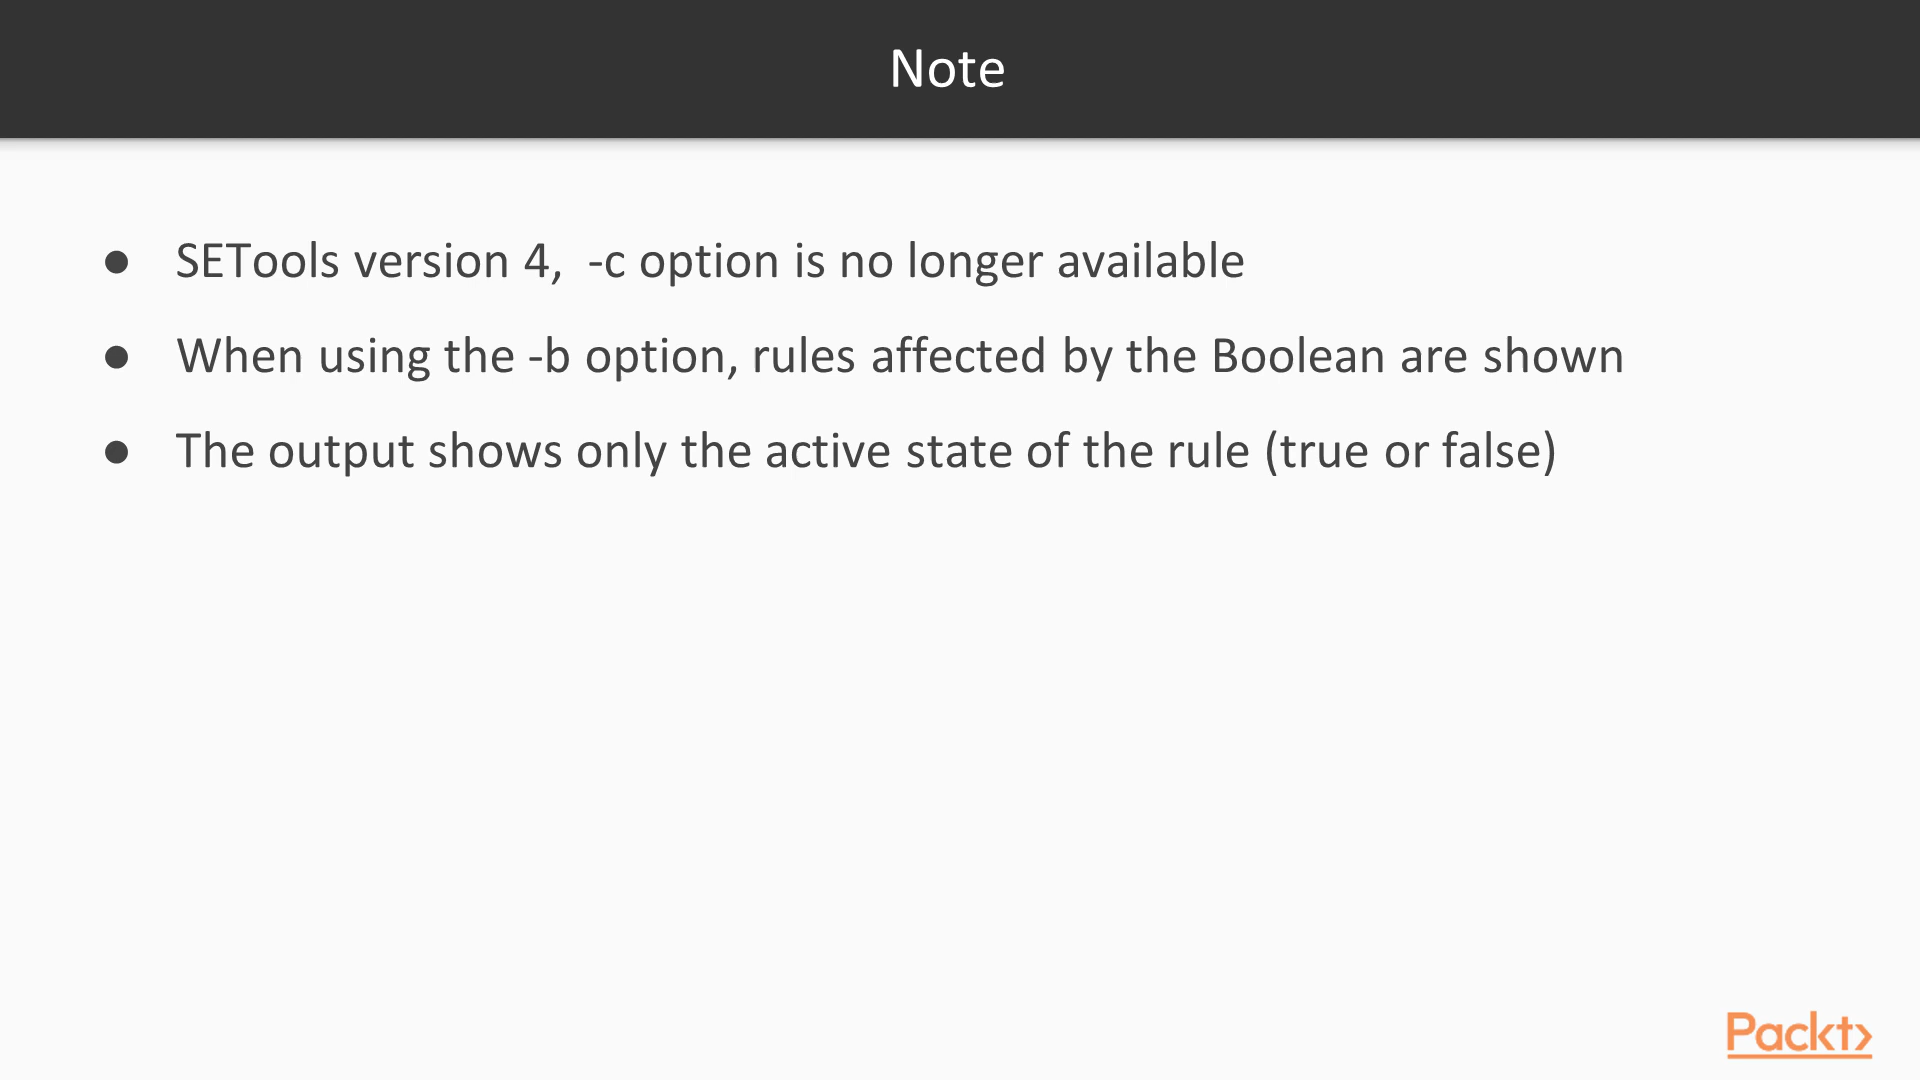 Note
● SETools version 4,  -c option is no longer available
● When using the -b option, rules affected by the Boolean are shown
● The output shows only the active state of the rule (true or false)
Packt>